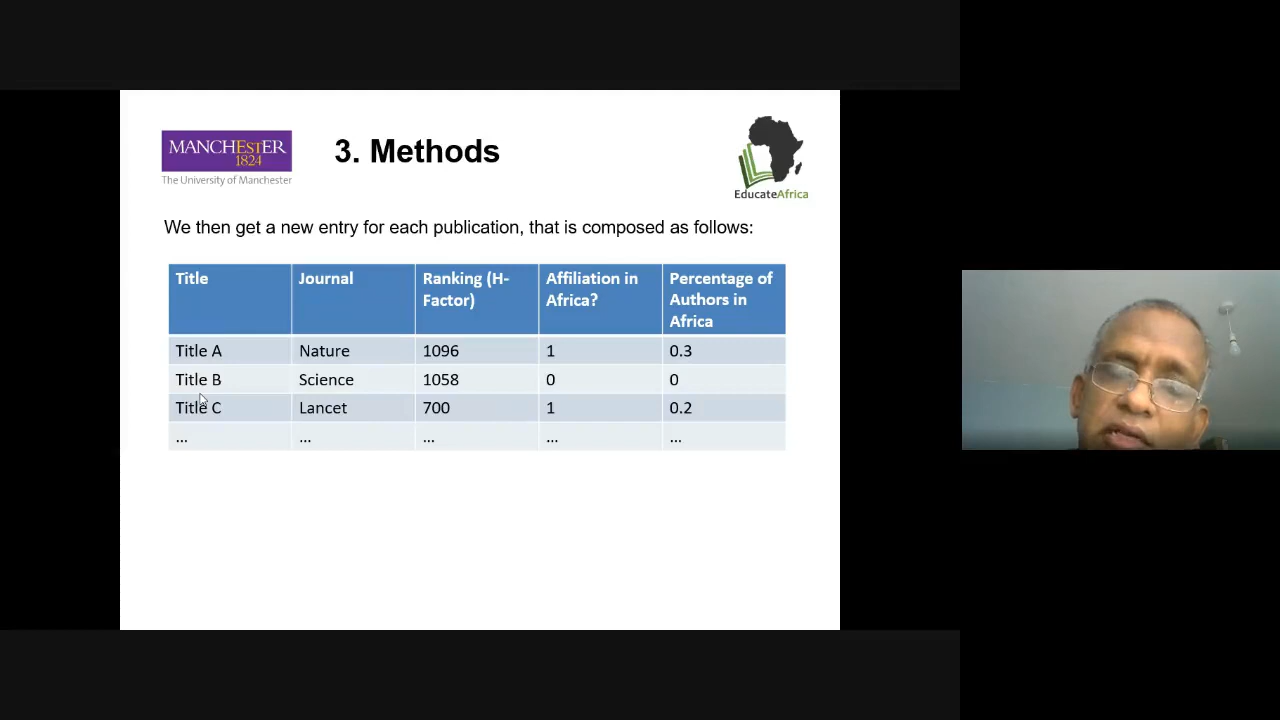 MANCHESTER
1824
The University of Manchester
3. Methods
EducateAfrica
We then get a new entry for each publication, that is composed as follows:
Title Journal Ranking (H- Affiliation in Percentage of
Factor) Africa? Authors in
Africa
Title A Nature 1096 1 0.3
Title B Science 1058 0 0
Title C Lancet 700 1 0.2
... ... ... ... ...